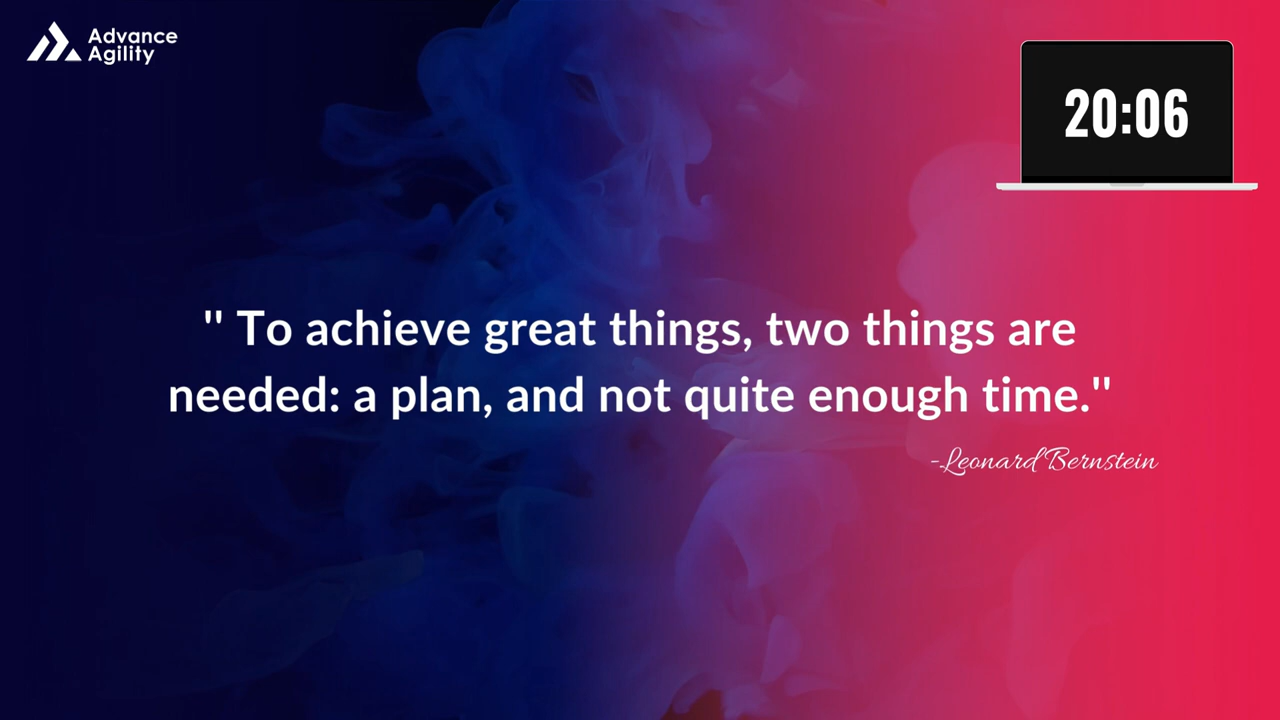 Advance
Agility
20:06
" To achieve great things, two things are
needed: a plan, and not quite enough time."
-Leonard Bernstein